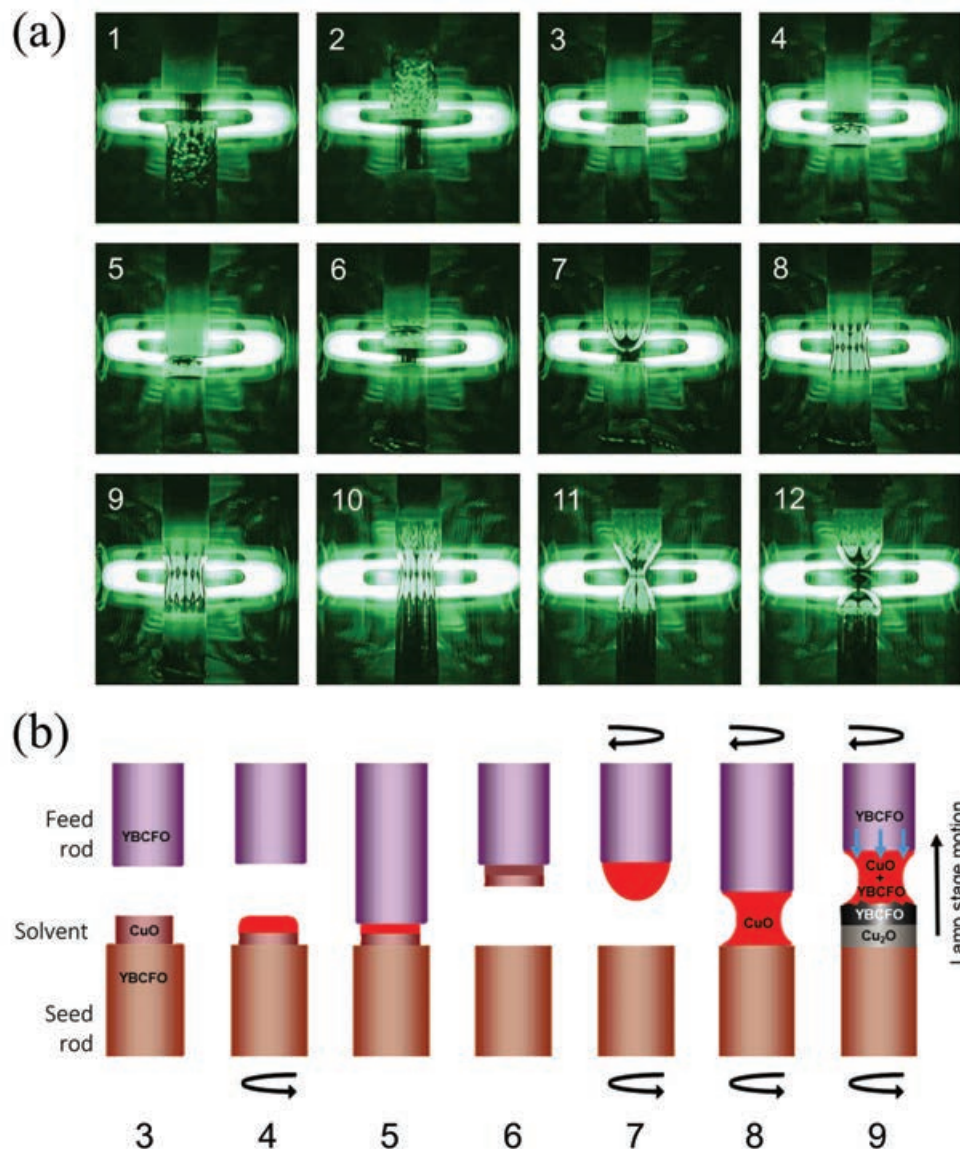 (a)
1
2
3
4
5
6
7
8
9
10
11
12
(b)
Feed
rod
YBCFO
YBCFO
CuO
+
YBCFO
Solvent
CuO
CuO
YBCFO
Cu₂O
YBCFO
Seed
rod
Lamp stage motion
3
4
5
6
7
8
9